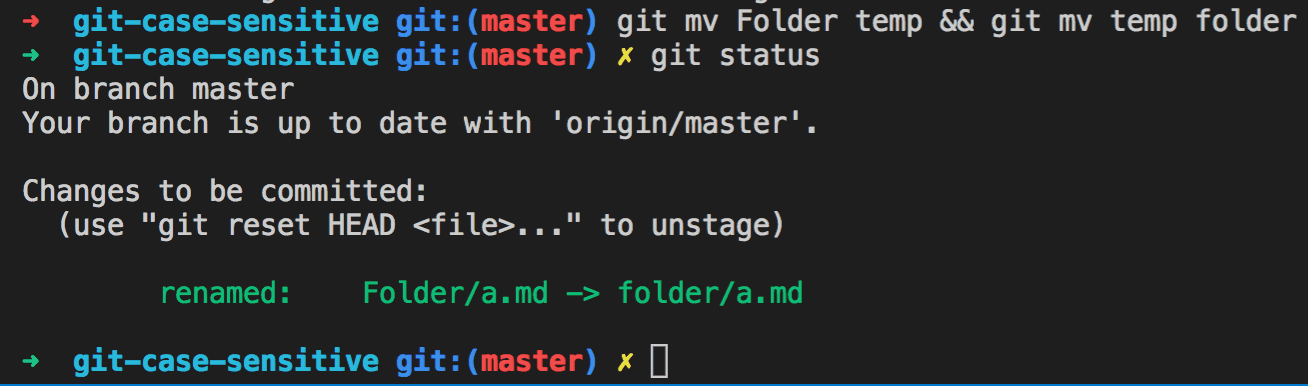 ➜  git-case-sensitive git:(master) git mv Folder temp && git mv temp folder
➜  git-case-sensitive git:(master) ✗ git status
On branch master
Your branch is up to date with 'origin/master'.
Changes to be committed:
  (use "git reset HEAD <file>..." to unstage)
        renamed:    Folder/a.md -> folder/a.md
➜  git-case-sensitive git:(master) ✗